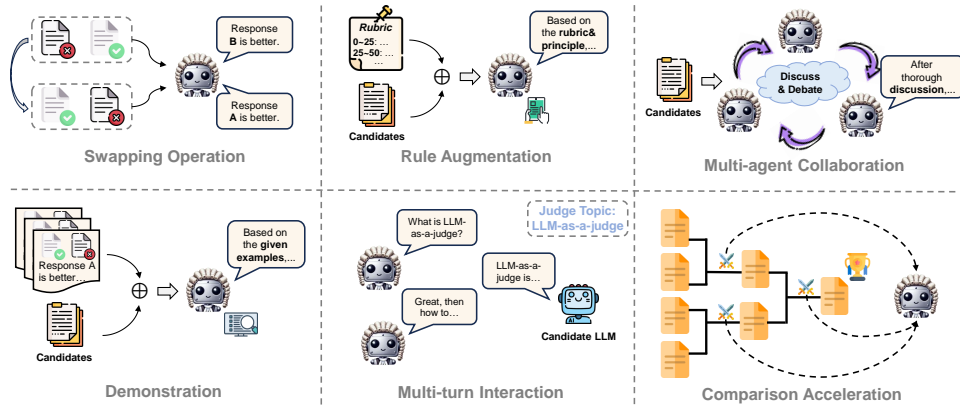 Response
B is better.
Response
A is better.
Swapping Operation
Rubric
0~25: …
25~50: …
…
Candidates
Based on
the rubric&
principle,...
Rule Augmentation
Candidates
Discuss
& Debate
After
thorough
discussion,...
Multi-agent Collaboration
Response A
is better…
Candidates
Based on
the given
examples,...
Demonstration
Judge Topic:
LLM-as-a-judge
What is LLM-
as-a-judge?
LLM-as-a-
judge is…
Great, then
how to…
AI
Candidate LLM
Multi-turn Interaction
Comparison Acceleration